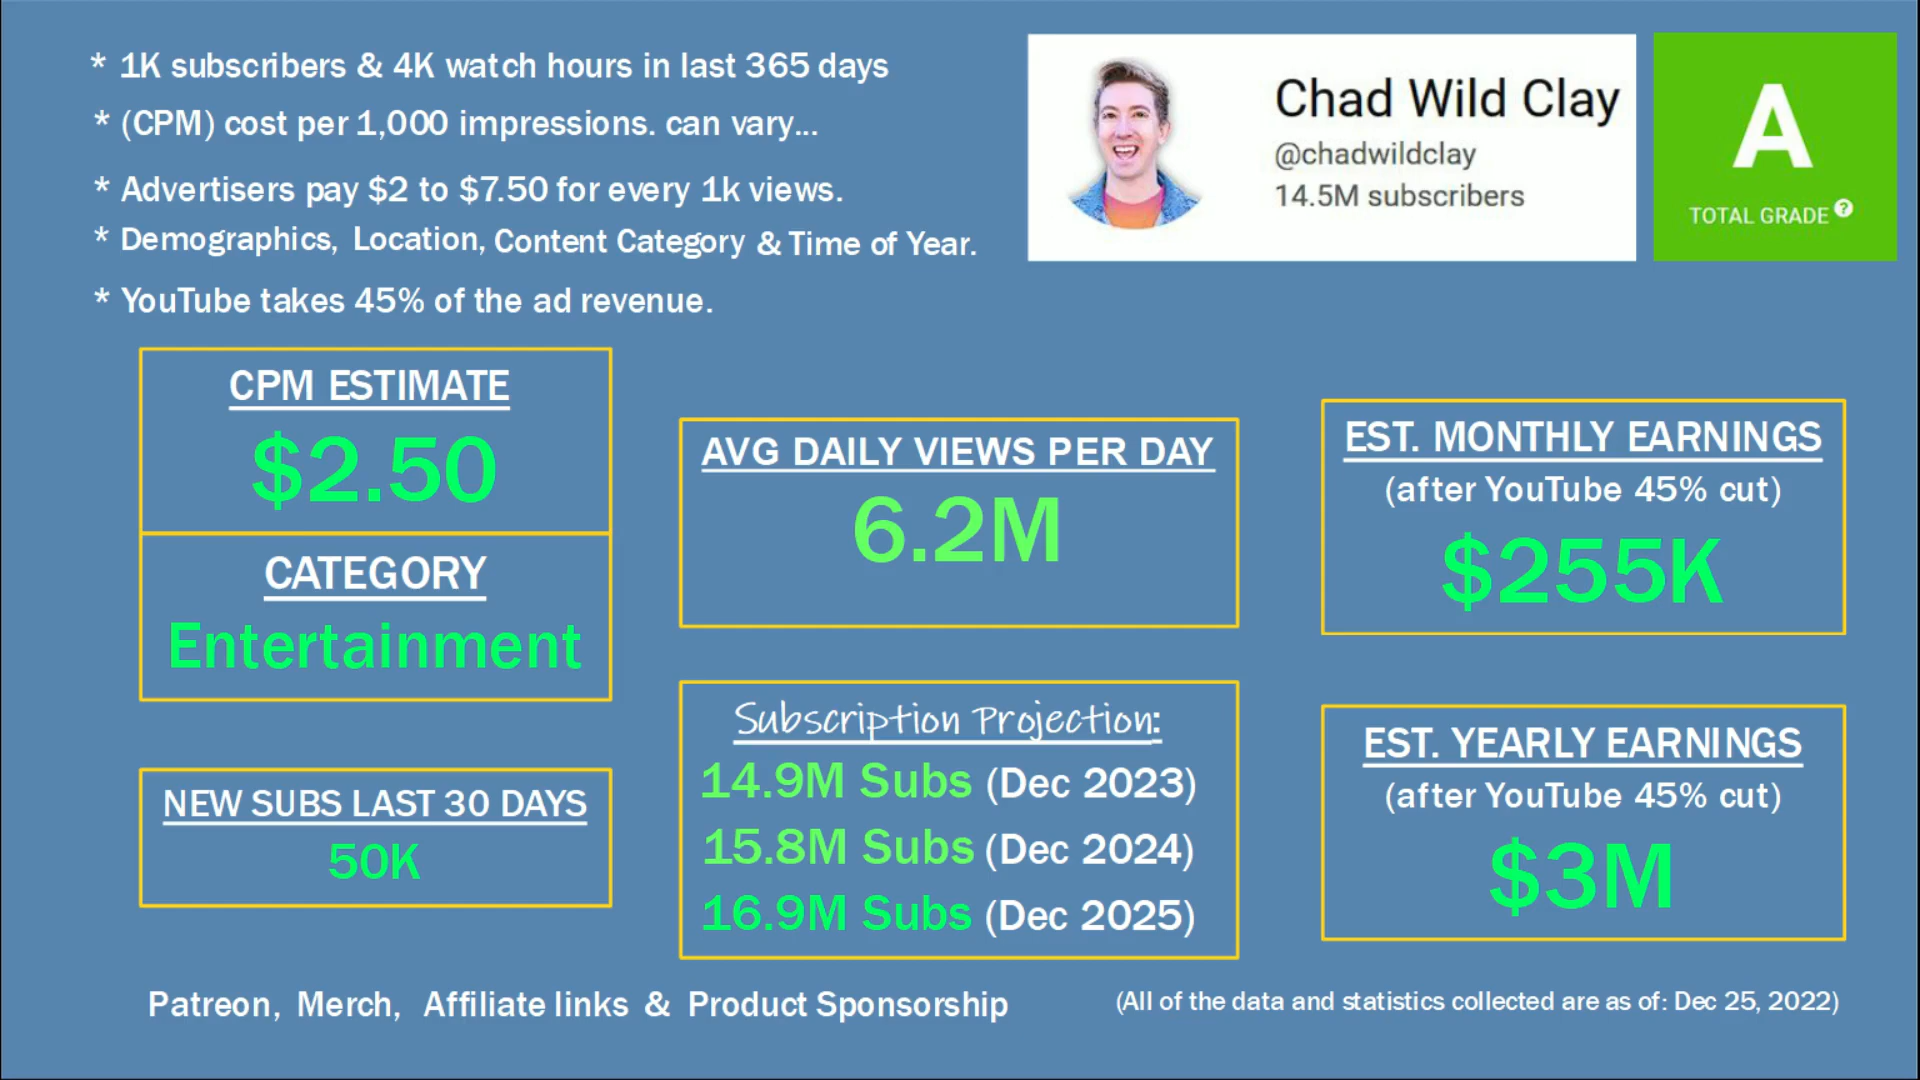 * 1K subscribers & 4K watch hours in last 365 days
* (CPM) cost per 1,000 impressions. can vary...
* Advertisers pay $2 to $7.50 for every 1k views.
* Demographics, Location, Content Category & Time of Year.
* YouTube takes 45% of the ad revenue.
Chad Wild Clay
@chadwildclay
14.5M subscribers
A
TOTAL GRADE ?
CPM ESTIMATE
$2.50
CATEGORY
Entertainment
NEW SUBS LAST 30 DAYS
50K
AVG DAILY VIEWS PER DAY
6.2M
Subscription Projection:
14.9M Subs (Dec 2023)
15.8M Subs (Dec 2024)
16.9M Subs (Dec 2025)
EST. MONTHLY EARNINGS
(after YouTube 45% cut)
$255K
EST. YEARLY EARNINGS
(after YouTube 45% cut)
$3M
Patreon, Merch, Affiliate links & Product Sponsorship
(All of the data and statistics collected are as of: Dec 25, 2022)